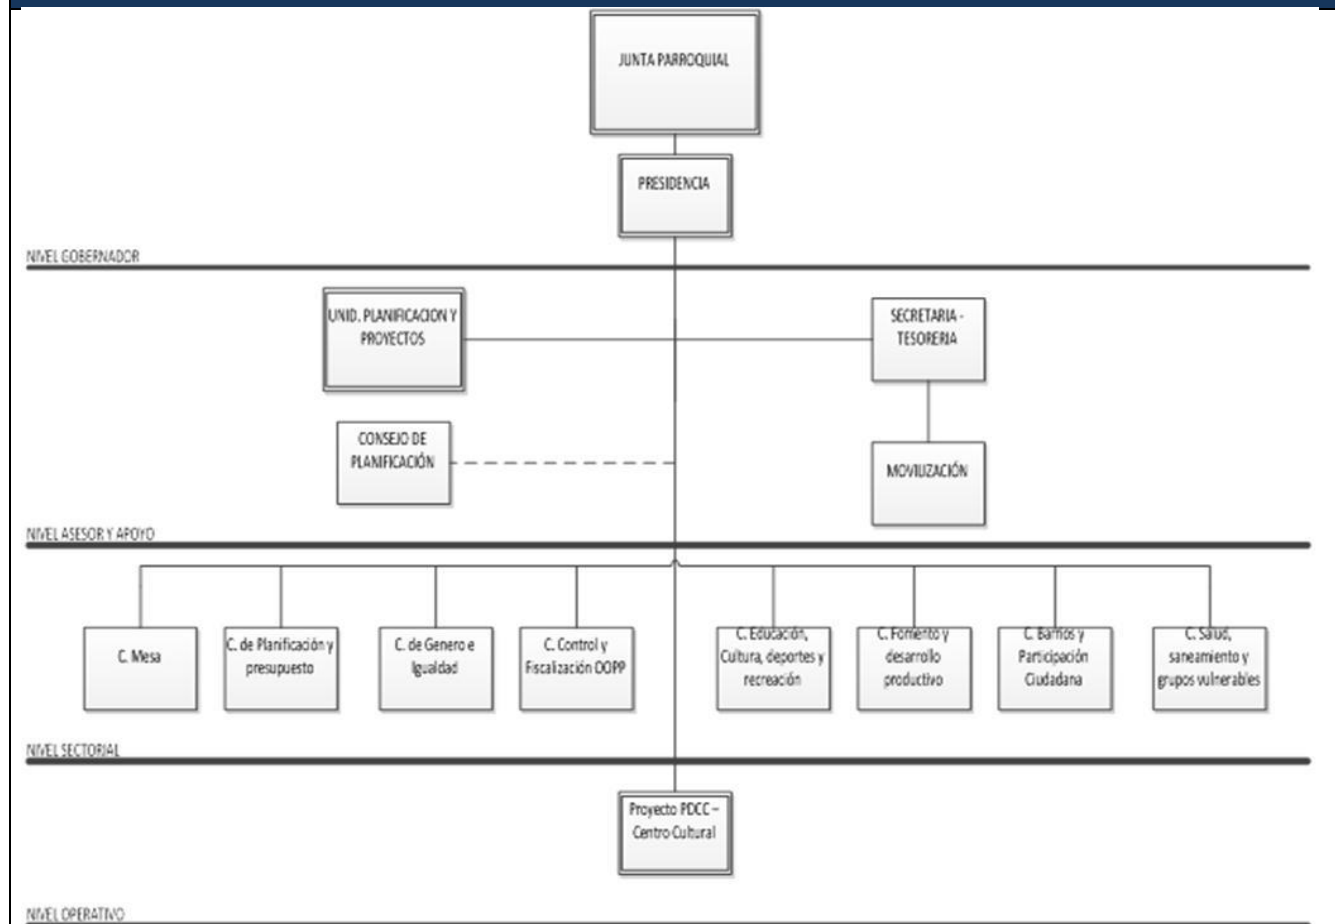 JUNTA PARROQUIAL
PRESIDENCIA
NIVEL GOBERNADOR
UNID. PLANIFICACION Y
PROYECTOS
SECRETARIA -
TESORERIA
CONSEJO DE
PLANIFICACIÓN
MOVILIZACIÓN
NIVEL ASESOR Y APOYO
C. Mesa
C. de Planificación y
presupuesto
C. de Genero e
Igualdad
C. Control y
Fiscalización OOPP
C. Educación,
Cultura, deportes y
recreación
C. Fomento y
desarrollo
productivo
C. Barrios y
Participación
Ciudadana
C. Salud,
saneamiento y
grupos vulnerables
NIVEL SECTORIAL
Proyecto PDCC –
Centro Cultural
NIVEL OPERATIVO